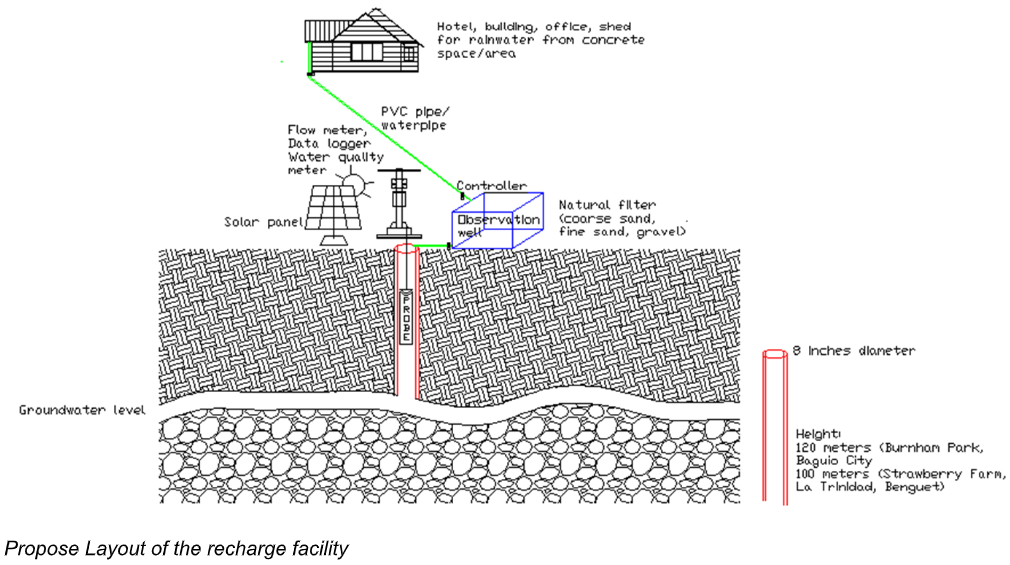 Hotel, building, office, shed
for rainwater from concrete
space/area
PVC pipe/
waterpipe
Flow meter,
Data logger
Water quality
meter
Controller
Solar panel
Observation
well
Natural filter
(coarse sand,
fine sand, gravel)
PROBE
8 inches diameter
Groundwater level
Height:
120 meters (Burnham Park,
Baguio City
100 meters (Strawberry Farm,
La Trinidad, Benguet)
Propose Layout of the recharge facility